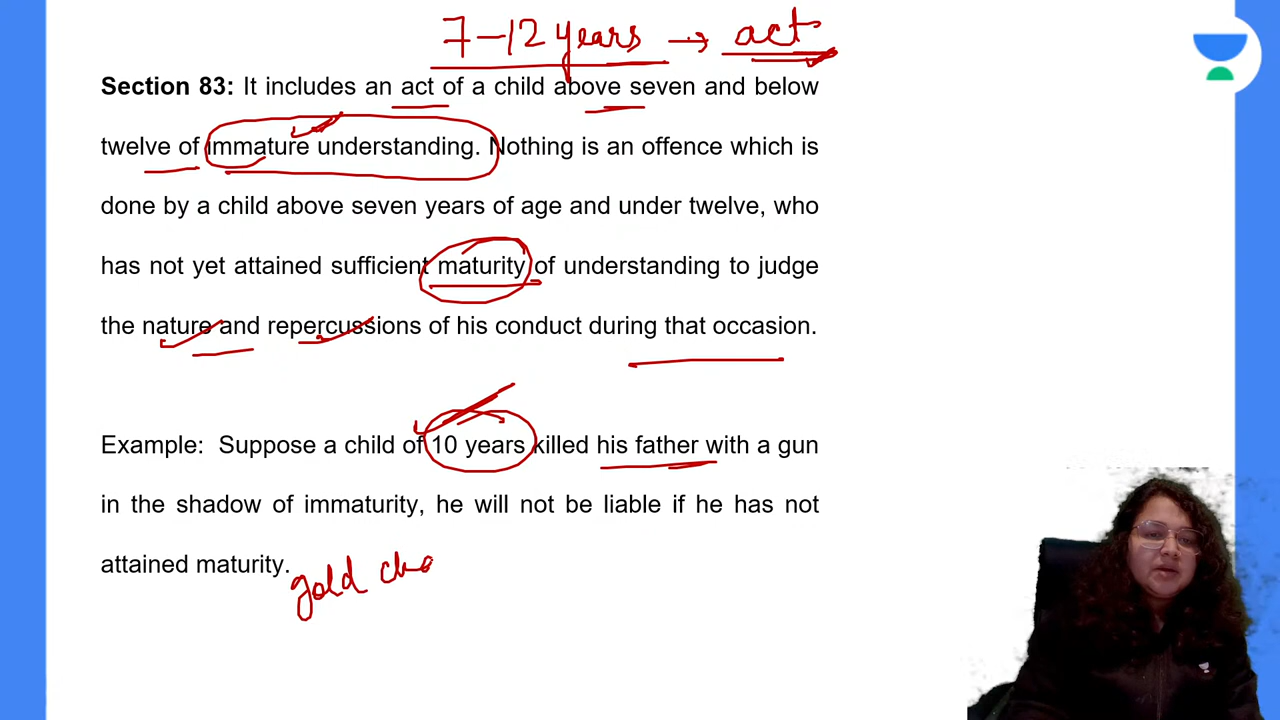 7-12 years → act
Section 83: It includes an act of a child above seven and below
twelve of immature understanding. Nothing is an offence which is
done by a child above seven years of age and under twelve, who
has not yet attained sufficient maturity of understanding to judge
the nature and repercussions of his conduct during that occasion.
Example: Suppose a child of 10 years killed his father with a gun
in the shadow of immaturity, he will not be liable if he has not
attained maturity.
gold cha